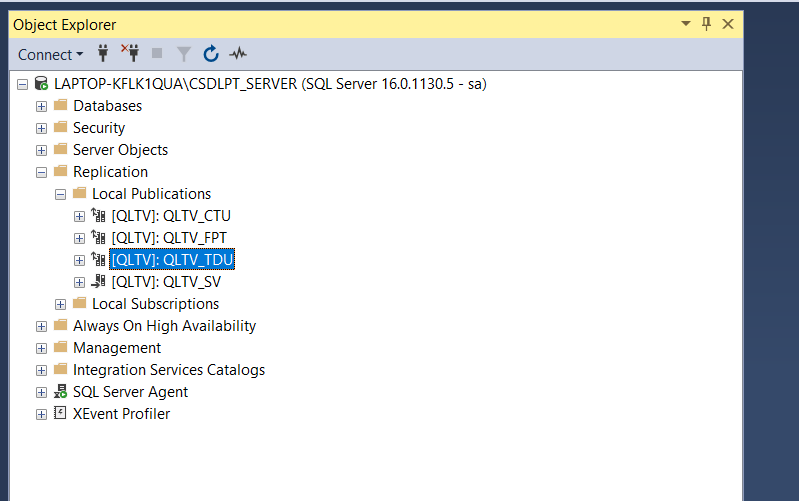 Object Explorer
Connect
LAPTOP-KFLK1QUA\CSDLPT_SERVER (SQL Server 16.0.1130.5 - sa)
Databases
Security
Server Objects
Replication
Local Publications
[QLTV]: QLTV_CTU
[QLTV]: QLTV_FPT
[QLTV]: QLTV_TDU
[QLTV]: QLTV_SV
Local Subscriptions
Always On High Availability
Management
Integration Services Catalogs
SQL Server Agent
XEvent Profiler